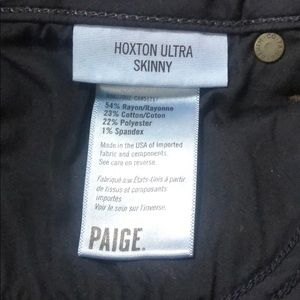 HOXTON ULTRA
SKINNY
54% Rayon/Rayonne
23% Cotton/Coton
22% Polyester
1% Spandex
Made in the USA of imported
fabric and components.
See care on reverse.
Fabriqué aux États-Unis à partir
de tissus et composants
importés
Voir le soin sur l'inverse.
PAIGE.